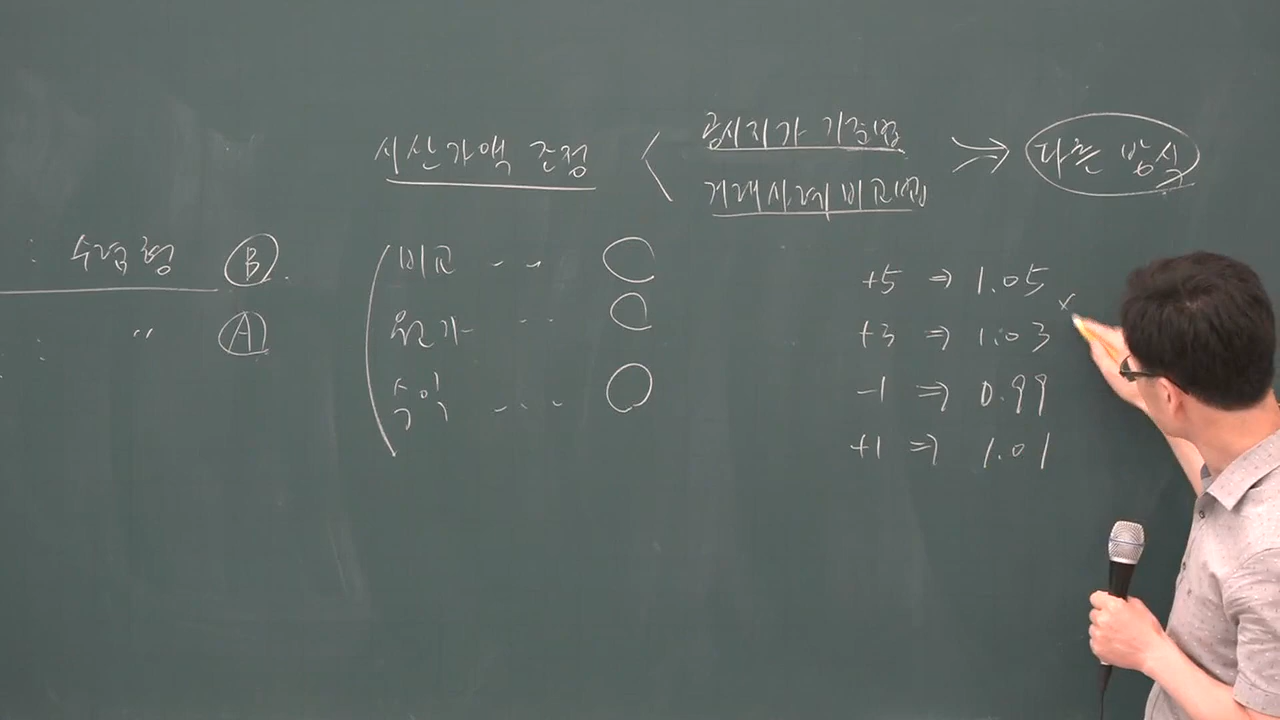 시산가액 조정 < 공시지가 기준법
거래사례비교법 ⇒ 다른 방식
: 수급형 Ⓑ.
: 〃 Ⓐ
비교 -- ○
원가 -- ○
수익 --- ○
+5 ⇒ 1.05 ×
+3 ⇒ 1.03
-1 ⇒ 0.99
+1 ⇒ 1.01